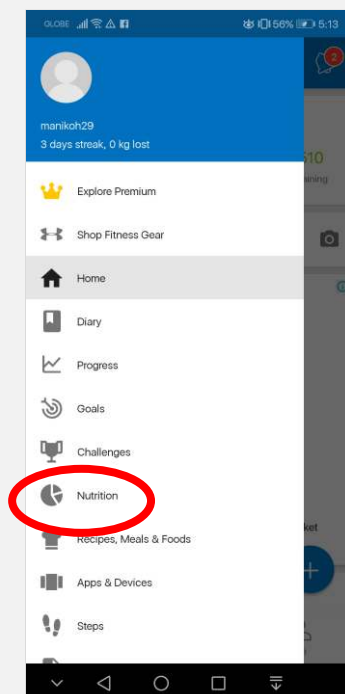 GLOBE 56% 5:13
2
manikoh29
3 days streak, 0 kg lost
Explore Premium
Shop Fitness Gear
Home
Diary
Progress
Goals
Challenges
Nutrition
Recipes, Meals & Foods
Apps & Devices
Steps